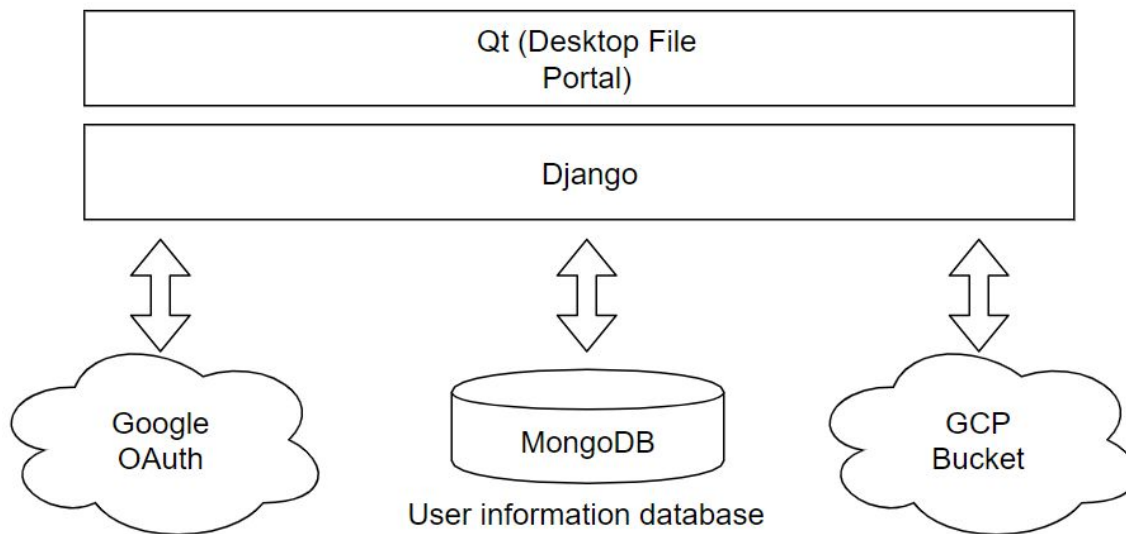 Qt (Desktop File
Portal)
Django
Google
OAuth
MongoDB
GCP
Bucket
User information database